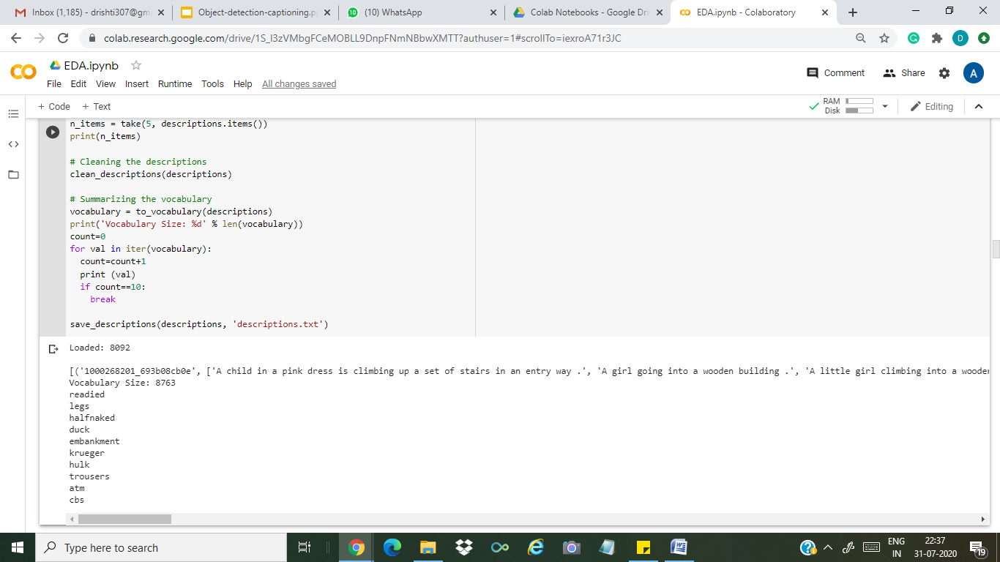 Inbox (1,185) - drishti307@gm
Object-detection-captioning.p
10
(10) WhatsApp
Colab Notebooks - Google Dri
EDA.ipynb - Colaboratory
colab.research.google.com/drive/1S_I3zVMbgFCeMOBLL9DnpFNmNBbwXMTT?authuser=1#scrollTo=iexroA71r3JC
G
D
EDA.ipynb
Comment
Share
A
File Edit View Insert Runtime Tools Help All changes saved
+ Code + Text
RAM
Disk
Editing
n_items = take(5, descriptions.items())
print(n_items)
# Cleaning the descriptions
clean_descriptions(descriptions)
# Summarizing the vocabulary
vocabulary = to_vocabulary(descriptions)
print('Vocabulary Size: %d' % len(vocabulary))
count=0
for val in iter(vocabulary):
count=count+1
print (val)
if count==10:
break
save_descriptions(descriptions, 'descriptions.txt')
Loaded: 8092
[('1000268201_693b08cb0e', ['A child in a pink dress is climbing up a set of stairs in an entry way .', 'A girl going into a wooden building .', 'A little girl climbing into a wooden
Vocabulary Size: 8763
readied
legs
halfnaked
duck
embankment
krueger
hulk
trousers
atm
cbs
Type here to search
ENG
IN
22:37
31-07-2020
19